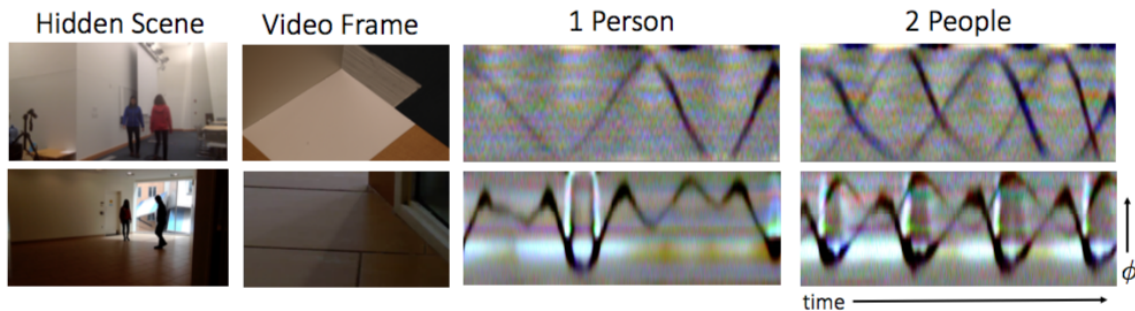 Hidden Scene
Video Frame
1 Person
2 People
ϕ
time